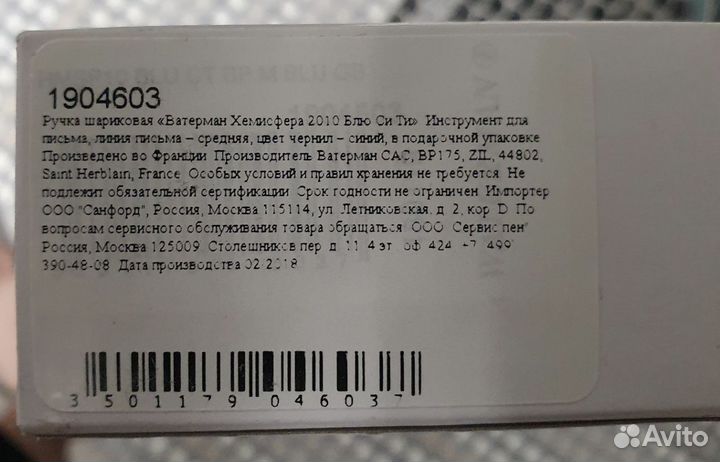 1904603
Ручка шариковая «Ватерман Хемисфера 2010 Блю Си Ти» Инструмент для
письма, линия письма – средняя, цвет чернил – синий, в подарочной упаковке
Произведено во Франции Производитель Ватерман САС, BP175, ZIL, 44802,
Saint Herblain, France Особых условий и правил хранения не требуется Не
подлежит обязательной сертификации Срок годности не ограничен Импортер
ООО "Санфорд", Россия, Москва 115114, ул Летниковская, д 2, кор D По
вопросам сервисного обслуживания товара обращаться ООО Сервис пен"
Россия, Москва 125009 Столешников пер д 11 4 эт оф 424 +7 499
390-48-08 Дата производства 02.2018
3 501179 046037
Avito